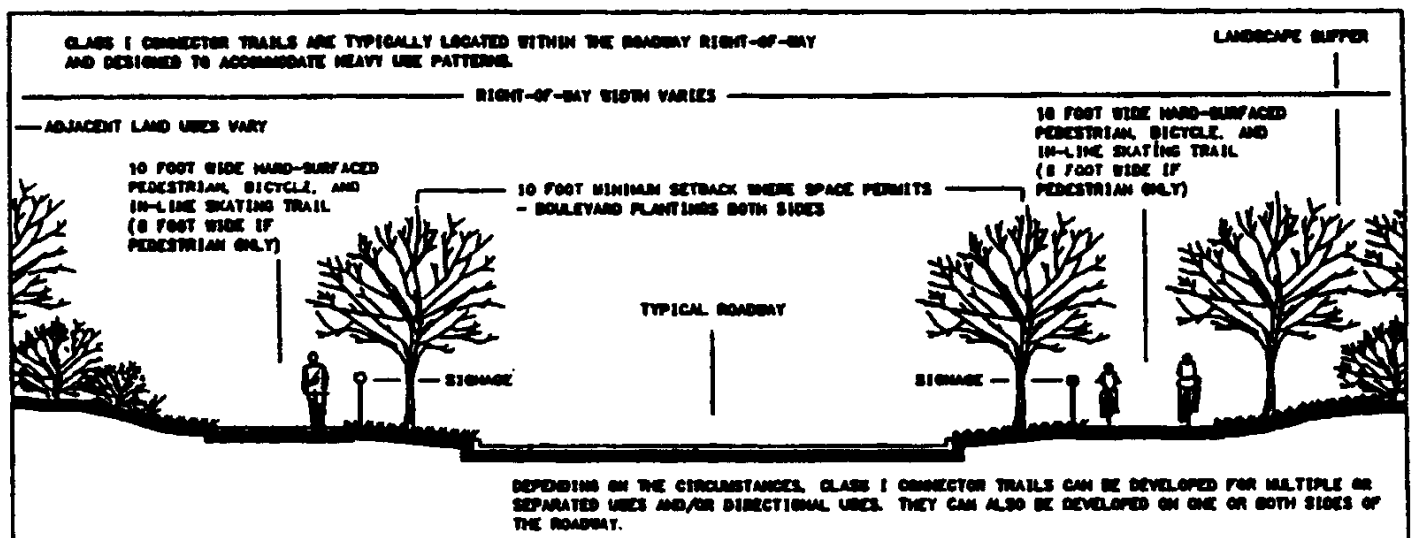 CLASS I CONNECTOR TRAILS ARE TYPICALLY LOCATED WITHIN THE ROADWAY RIGHT-OF-WAY
AND DESIGNED TO ACCOMMODATE HEAVY USE PATTERNS.
LANDSCAPE BUFFER
RIGHT-OF-WAY WIDTH VARIES
ADJACENT LAND USES VARY
10 FOOT WIDE HARD-SURFACED
PEDESTRIAN, BICYCLE, AND
IN-LINE SKATING TRAIL
(8 FOOT WIDE IF
PEDESTRIAN ONLY)
10 FOOT MINIMUM SETBACK WHERE SPACE PERMITS
- BOULEVARD PLANTINGS BOTH SIDES
10 FOOT WIDE HARD-SURFACED
PEDESTRIAN, BICYCLE, AND
IN-LINE SKATING TRAIL
(8 FOOT WIDE IF
PEDESTRIAN ONLY)
TYPICAL ROADWAY
SIGNAGE
SIGNAGE
DEPENDING ON THE CIRCUMSTANCES, CLASS I CONNECTOR TRAILS CAN BE DEVELOPED FOR MULTIPLE OR
SEPARATED USES AND/OR DIRECTIONAL USES. THEY CAN ALSO BE DEVELOPED ON ONE OR BOTH SIDES OF
THE ROADWAY.